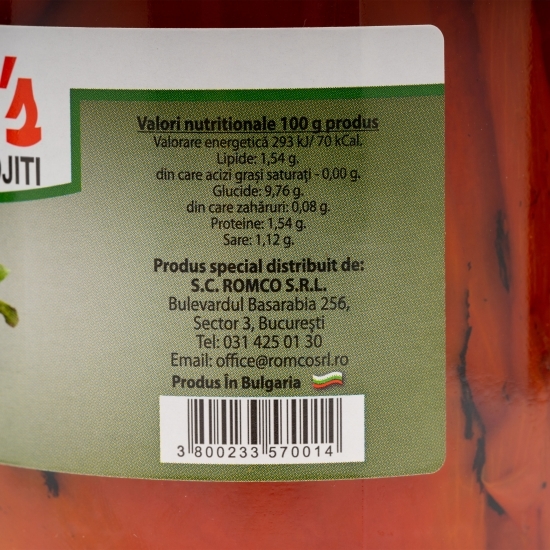 's
OJITI
Valori nutritionale 100 g produs
Valorare energetică 293 kJ/ 70 kCal.
Lipide: 1,54 g.
din care acizi grași saturați - 0,00 g.
Glucide: 9,76 g.
din care zahăruri: 0,08 g.
Proteine: 1,54 g.
Sare: 1,12 g.
Produs special distribuit de:
S.C. ROMCO S.R.L.
Bulevardul Basarabia 256,
Sector 3, București
Tel: 031 425 01 30
Email: office@romcosrl.ro
Produs În Bulgaria
3 800233 570014